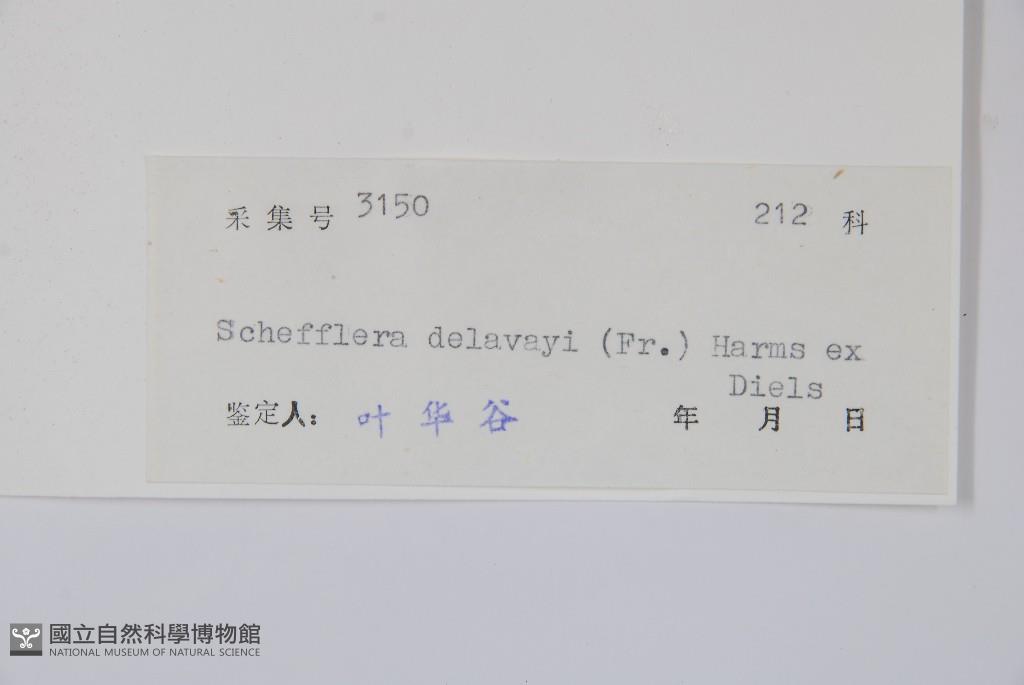 采集号 3150 212 科
Schefflera delavayi (Fr.) Harms ex
Diels
鉴定人: 叶华谷 年 月 日
國立自然科學博物館
NATIONAL MUSEUM OF NATURAL SCIENCE